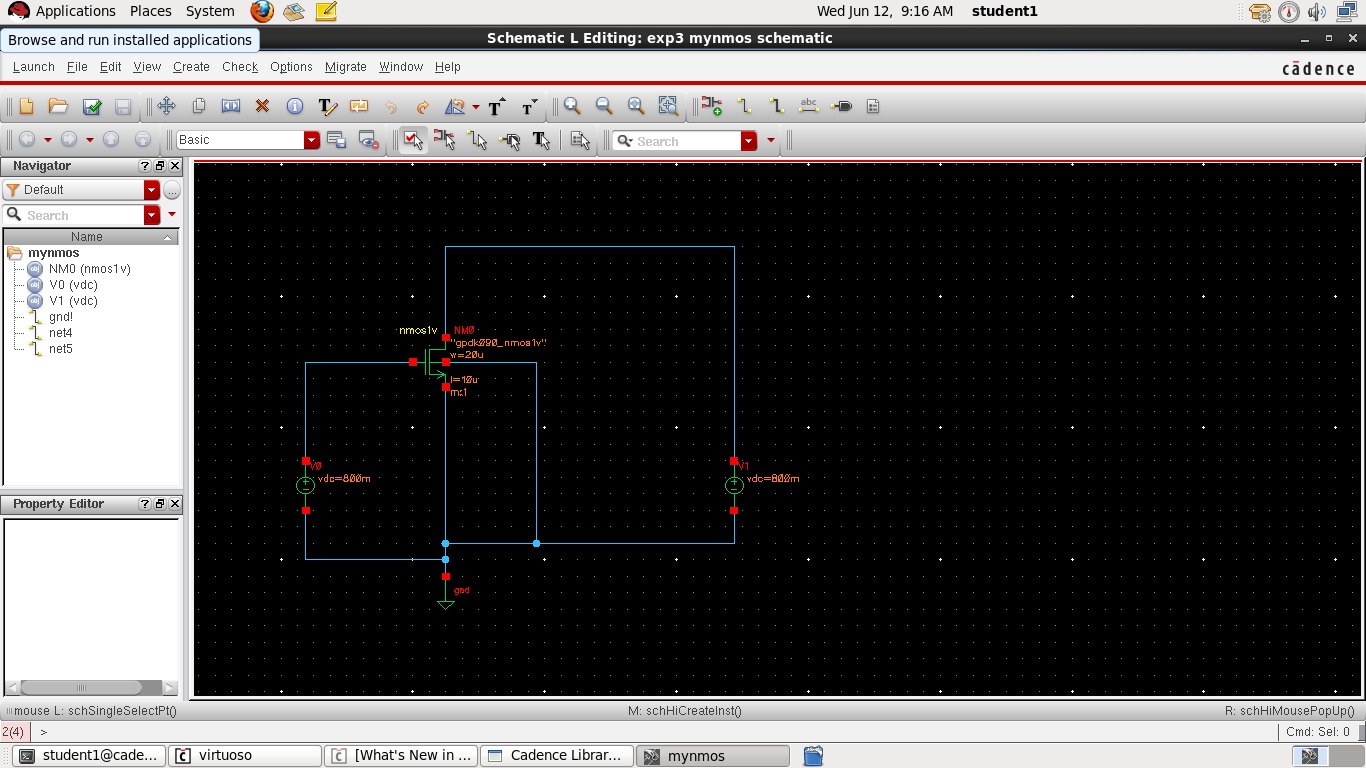 Applications Places System
Wed Jun 12, 9:16 AM student1
Browse and run installed applications
Schematic L Editing: exp3 mynmos schematic
Launch File Edit View Create Check Options Migrate Window Help
cādence
abc
Basic
Search
Navigator
Default
Search
Name
mynmos
NM0 (nmos1v)
V0 (vdc)
V1 (vdc)
gnd!
net4
net5
nmos1v NM0
"gpdk090_nmos1v"
w=20u
l=10u
m:1
V0
vdc=800m
V1
vdc=800m
gnd
Property Editor
mouse L: schSingleSelectPt()
M: schHiCreateInst()
R: schHiMousePopUp()
2(4) >
Cmd: Sel: 0
student1@cade...
virtuoso
[What's New in ...
Cadence Librar...
mynmos